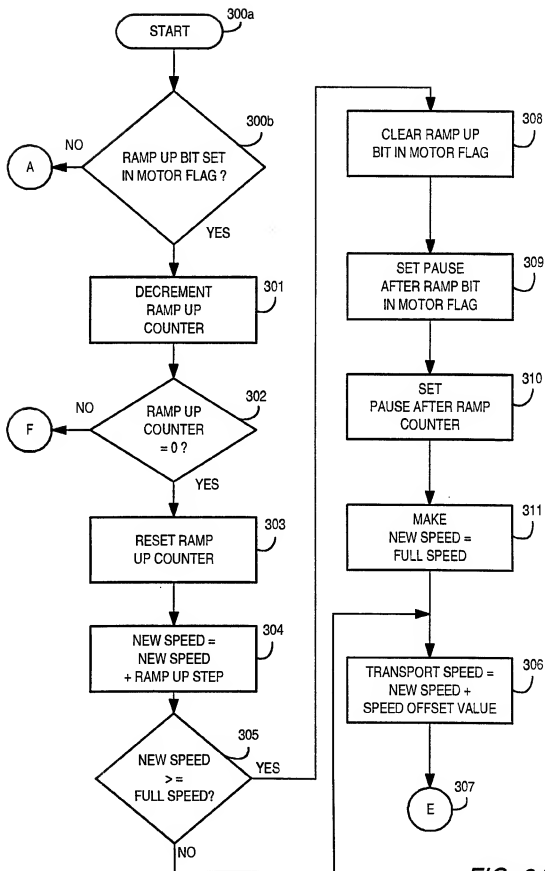 START
300a
300b
RAMP UP BIT SET
IN MOTOR FLAG ?
NO
A
YES
DECREMENT
RAMP UP
COUNTER
301
RAMP UP
COUNTER
= 0 ?
302
NO
F
YES
RESET RAMP
UP COUNTER
303
NEW SPEED =
NEW SPEED
+ RAMP UP STEP
304
NEW SPEED
> =
FULL SPEED?
305
YES
NO
CLEAR RAMP UP
BIT IN MOTOR FLAG
308
SET PAUSE
AFTER RAMP BIT
IN MOTOR FLAG
309
SET
PAUSE AFTER RAMP
COUNTER
310
MAKE
NEW SPEED =
FULL SPEED
311
TRANSPORT SPEED =
NEW SPEED +
SPEED OFFSET VALUE
306
E
307